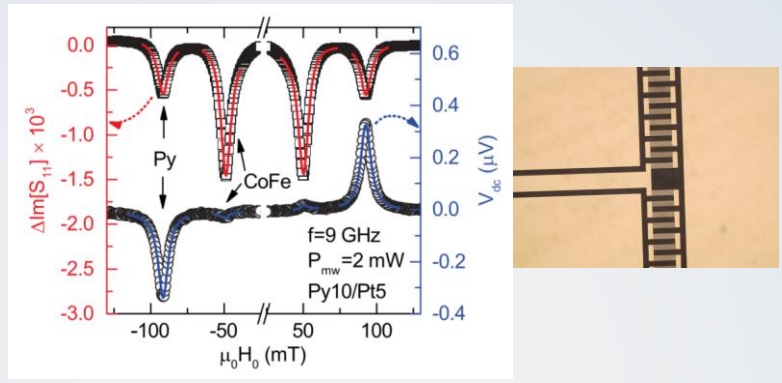 0.0
-0.5
-1.0
-1.5
-2.0
-2.5
-3.0
ΔIm[S₁₁] × 10³
0.6
0.4
0.2
0.0
-0.2
-0.4
V_dc (μV)
Py
CoFe
f=9 GHz
P_mw=2 mW
Py10/Pt5
-100 -50 50 100
μ₀H₀ (mT)